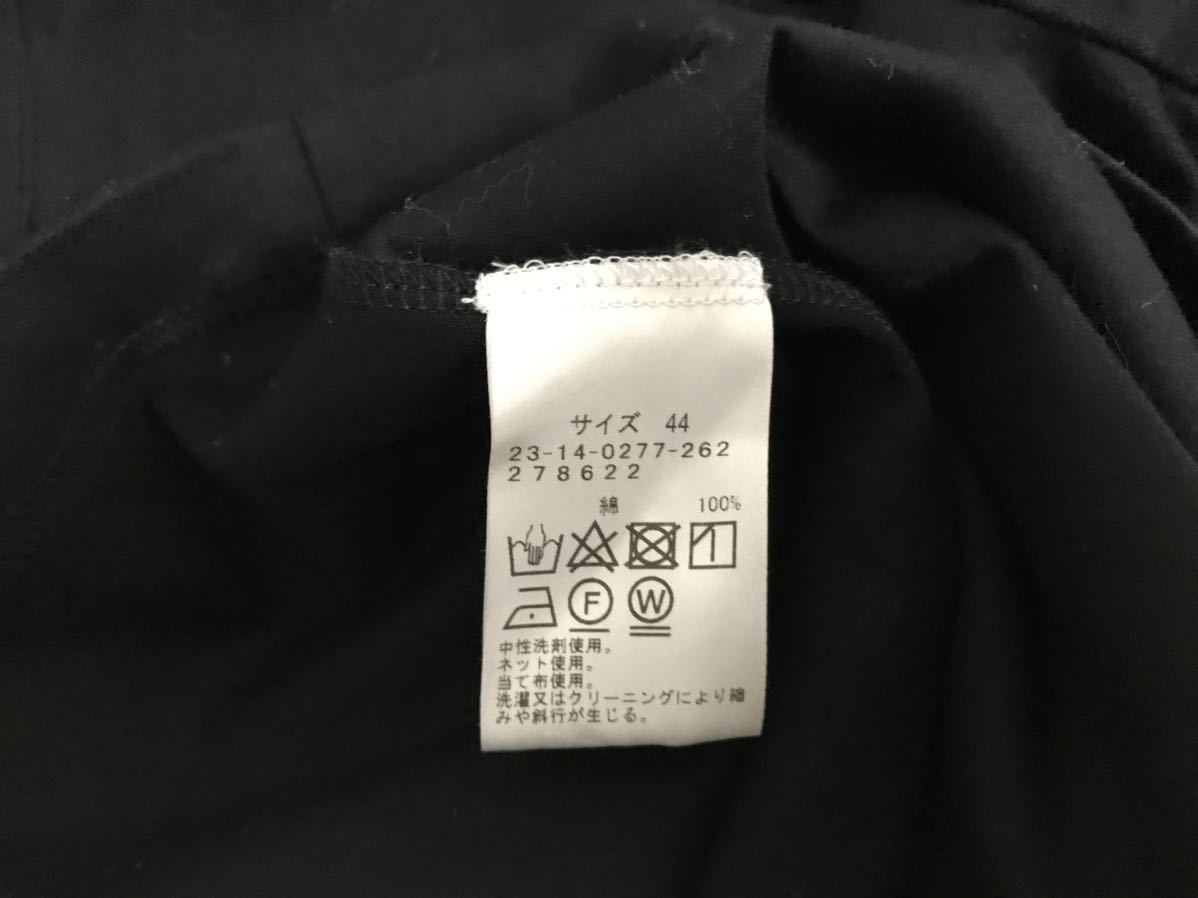 サイズ 44
23-14-0277-262
278622
綿 100%
F W
中性洗剤使用。
ネット使用。
当て布使用。
洗濯又はクリーニングにより縮
みや斜行が生じる。